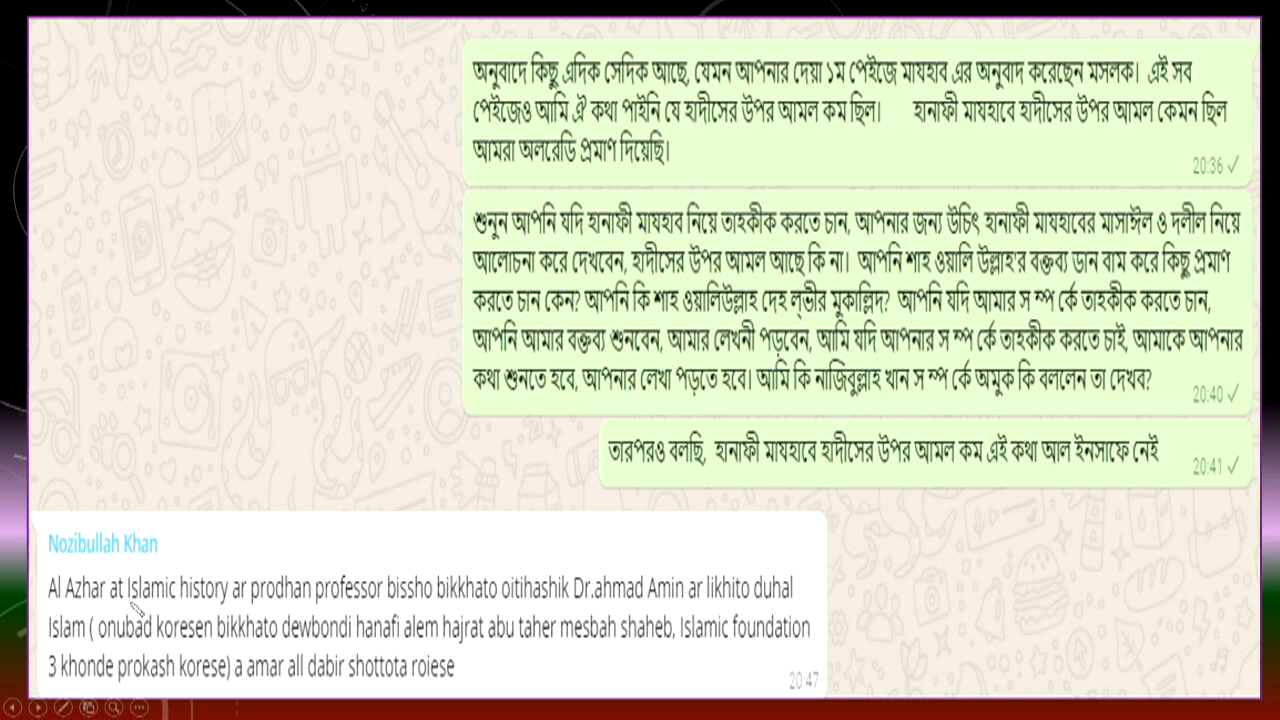 অনুবাদে কিছু এদিক সেদিক আছে, যেমন আপনার দেয়া ১ম পেইজে মাযহাব এর অনুবাদ করেছেন মসলক। এই সব
পেইজেও আমি ঐ কথা পাইনি যে হাদীসের উপর আমল কম ছিল। হানাফী মাযহাবে হাদীসের উপর আমল কেমন ছিল
আমরা অলরেডি প্রমাণ দিয়েছি।
20:36
শুনুন আপনি যদি হানাফী মাযহাব নিয়ে তাহকীক করতে চান, আপনার জন্য উচিৎ হানাফী মাযহাবের মাসাঈল ও দলীল নিয়ে
আলোচনা করে দেখবেন, হাদীসের উপর আমল আছে কি না। আপনি শাহ ওয়ালি উল্লাহ'র বক্তব্য ডান বাম করে কিছু প্রমাণ
করতে চান কেন? আপনি কি শাহ ওয়ালিউল্লাহ দেহ ল্ভীর মুকাল্লিদ? আপনি যদি আমার স ম্প র্কে তাহকীক করতে চান,
আপনি আমার বক্তব্য শুনবেন, আমার লেখনী পড়বেন, আমি যদি আপনার স ম্প র্কে তাহকীক করতে চাই, আমাকে আপনার
কথা শুনতে হবে, আপনার লেখা পড়তে হবে। আমি কি নাজিবুল্লাহ খান স ম্প র্কে অমুক কি বললেন তা দেখব?
20:40
তারপরও বলছি, হানাফী মাযহাবে হাদীসের উপর আমল কম এই কথা আল ইনসাফে নেই
20:41
Nozibullah Khan
Al Azhar at Islamic history ar prodhan professor bissho bikkhato oitihashik Dr.ahmad Amin ar likhito duhal
Islam ( onubad koresen bikkhato dewbondi hanafi alem hajrat abu taher mesbah shaheb, Islamic foundation
3 khonde prokash korese) a amar all dabir shottota roiese
20:47